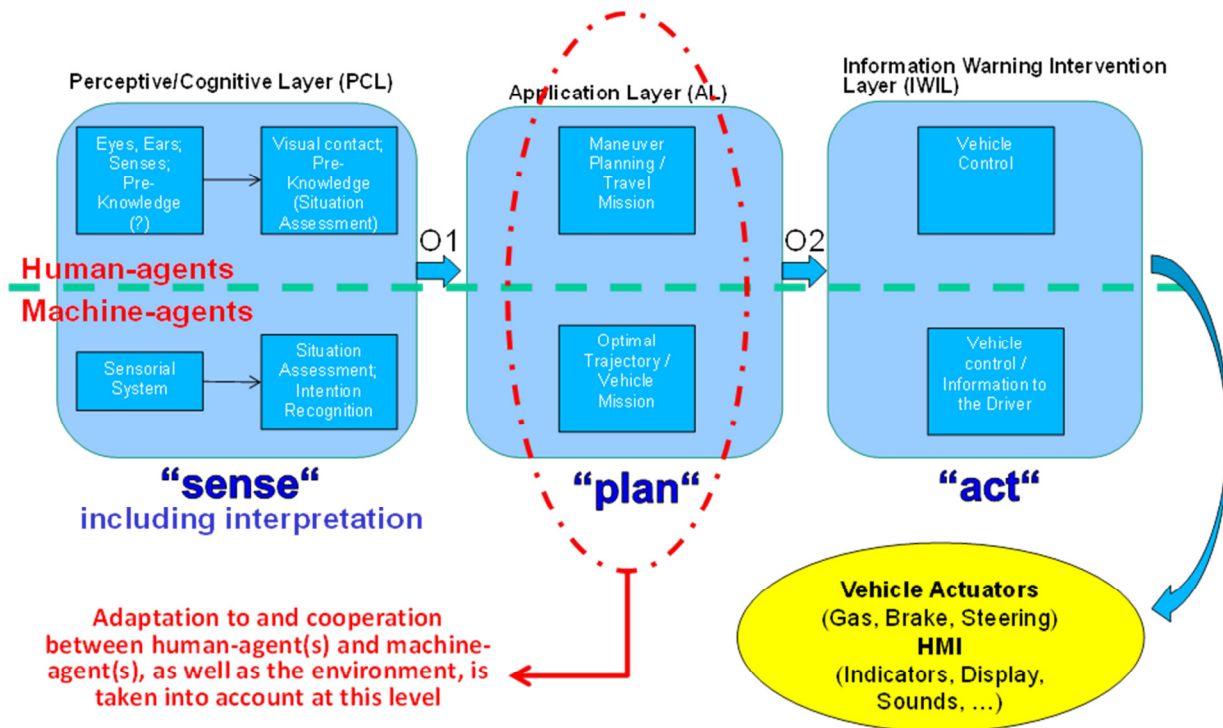 Perceptive/Cognitive Layer (PCL)
Eyes, Ears;
Senses;
Pre-
Knowledge
(?)
Visual contact;
Pre-
Knowledge
(Situation
Assessment)
Sensorial
System
Situation
Assessment;
Intention
Recognition
Human-agents
Machine-agents
“sense“
including interpretation
O1
Application Layer (AL)
Maneuver
Planning /
Travel
Mission
Optimal
Trajectory /
Vehicle
Mission
“plan“
O2
Information Warning Intervention
Layer (IWIL)
Vehicle
Control
Vehicle
control /
Information to
the Driver
“act“
Adaptation to and cooperation
between human-agent(s) and machine-
agent(s), as well as the environment, is
taken into account at this level
Vehicle Actuators
(Gas, Brake, Steering)
HMI
(Indicators, Display,
Sounds, ...)